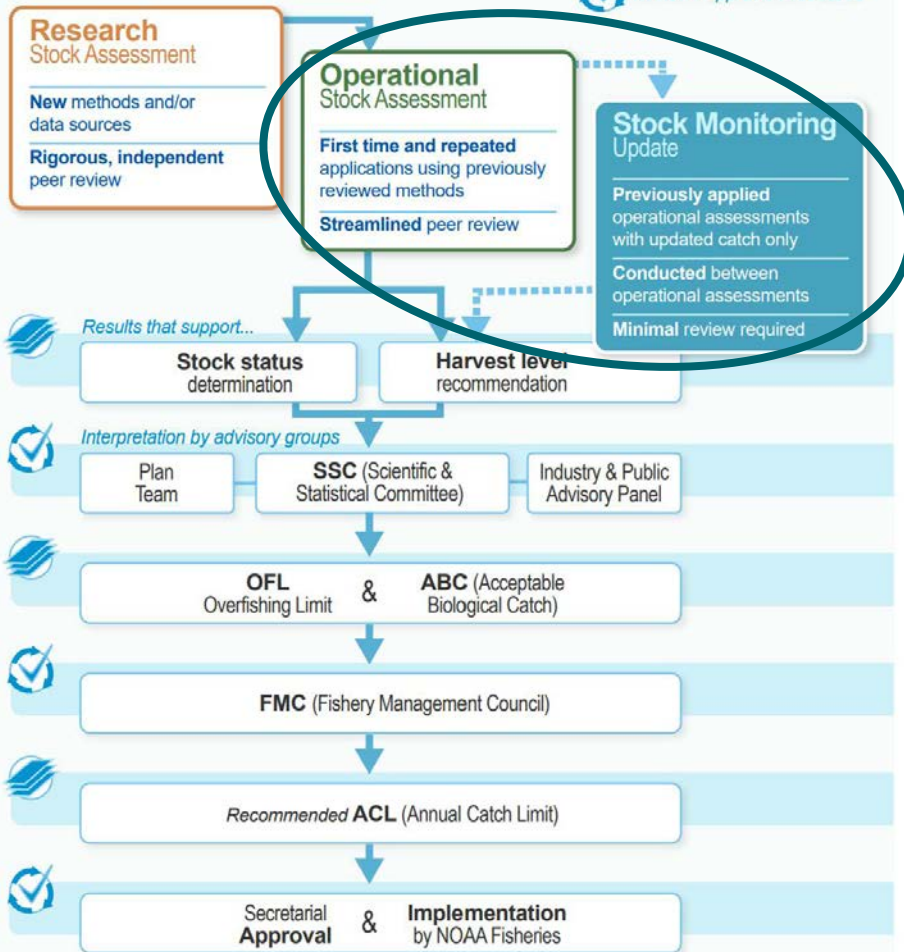 Research
Stock Assessment
New methods and/or
data sources
Rigorous, independent
peer review
Operational
Stock Assessment
First time and repeated
applications using previously
reviewed methods
Streamlined peer review
Stock Monitoring
Update
Previously applied
operational assessments
with updated catch only
Conducted between
operational assessments
Minimal review required
Results that support...
Stock status
determination
Harvest level
recommendation
Interpretation by advisory groups
Plan
Team
SSC (Scientific &
Statistical Committee)
Industry & Public
Advisory Panel
OFL
Overfishing Limit
&
ABC (Acceptable
Biological Catch)
FMC (Fishery Management Council)
Recommended ACL (Annual Catch Limit)
Secretarial
Approval
&
Implementation
by NOAA Fisheries